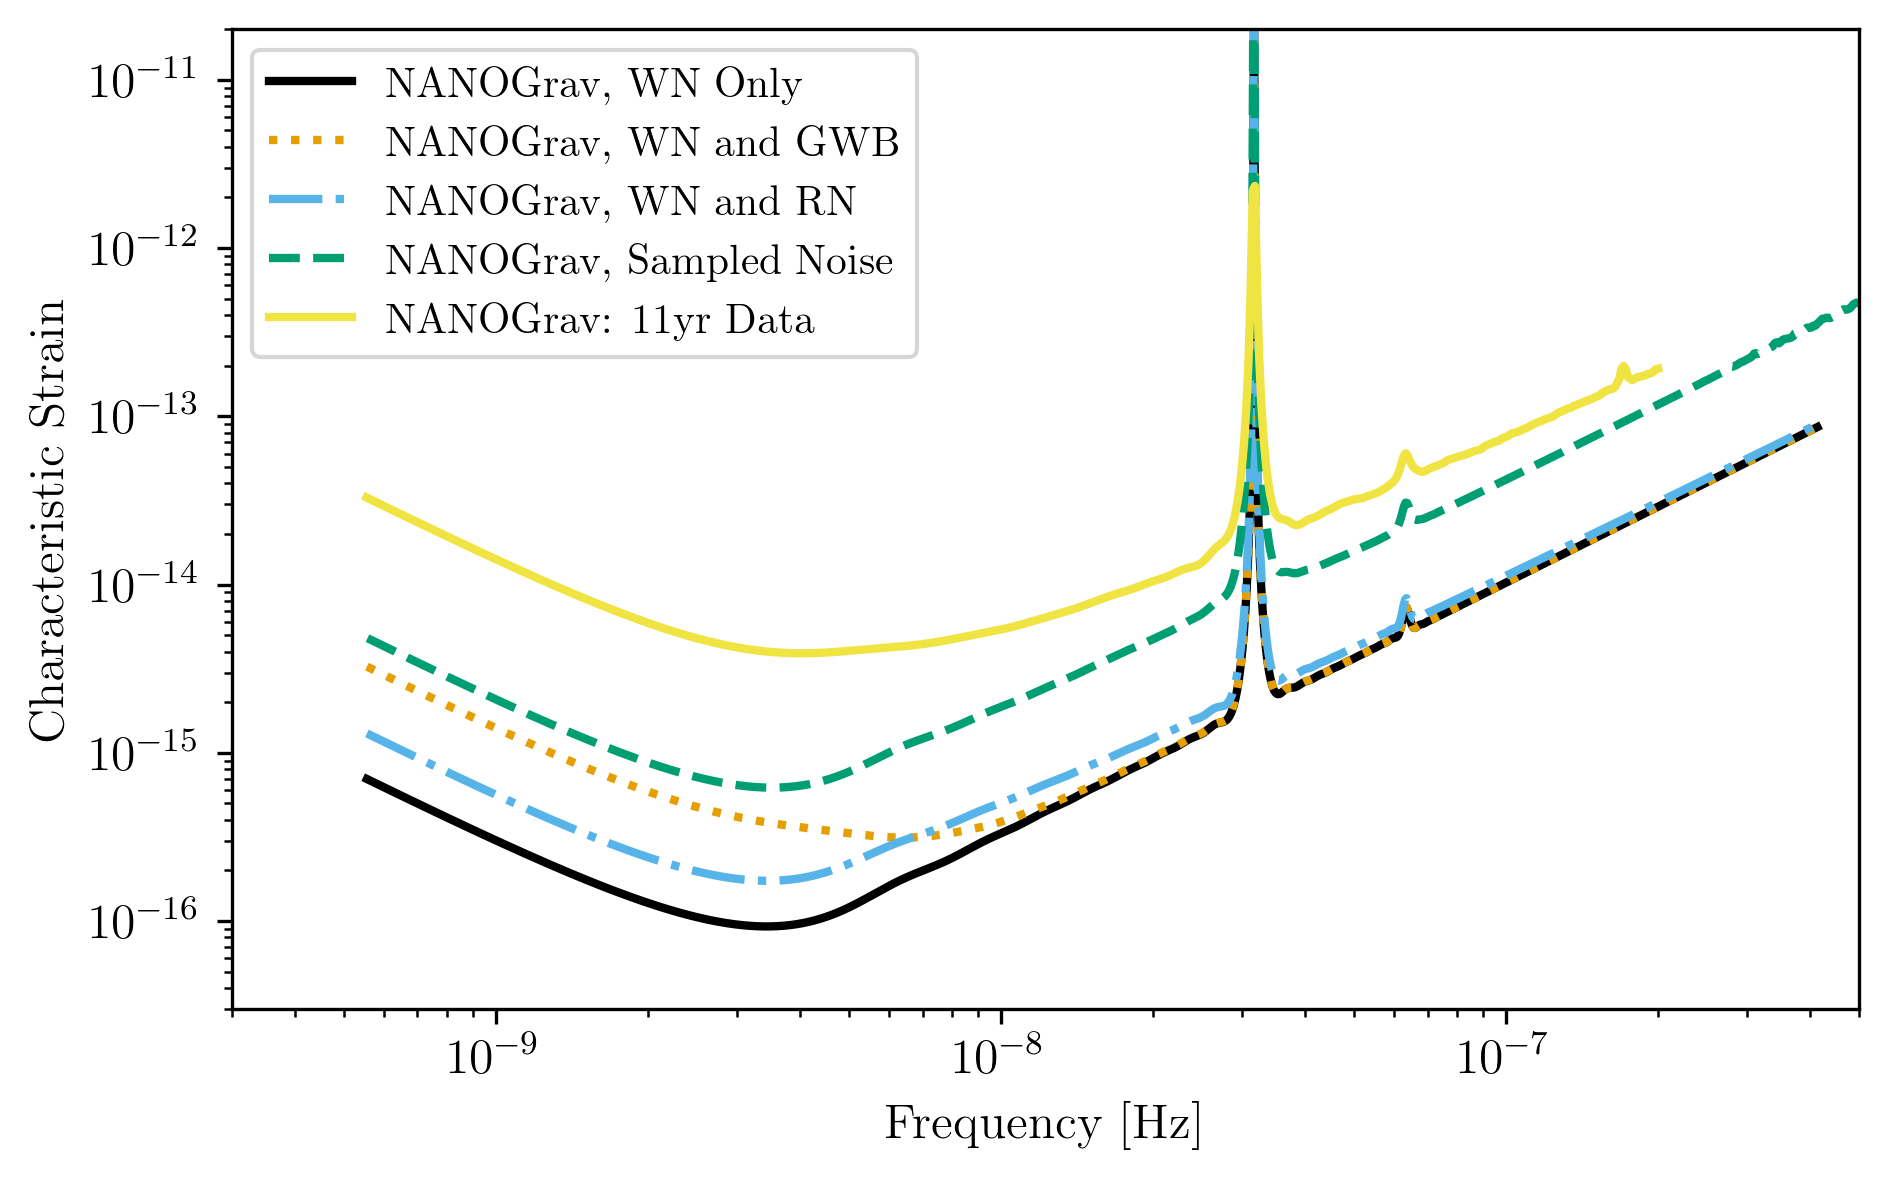 10⁻¹¹
10⁻¹²
10⁻¹³
10⁻¹⁴
10⁻¹⁵
10⁻¹⁶
Characteristic Strain
NANOGrav, WN Only
NANOGrav, WN and GWB
NANOGrav, WN and RN
NANOGrav, Sampled Noise
NANOGrav: 11yr Data
10⁻⁹ 10⁻⁸ 10⁻⁷
Frequency [Hz]